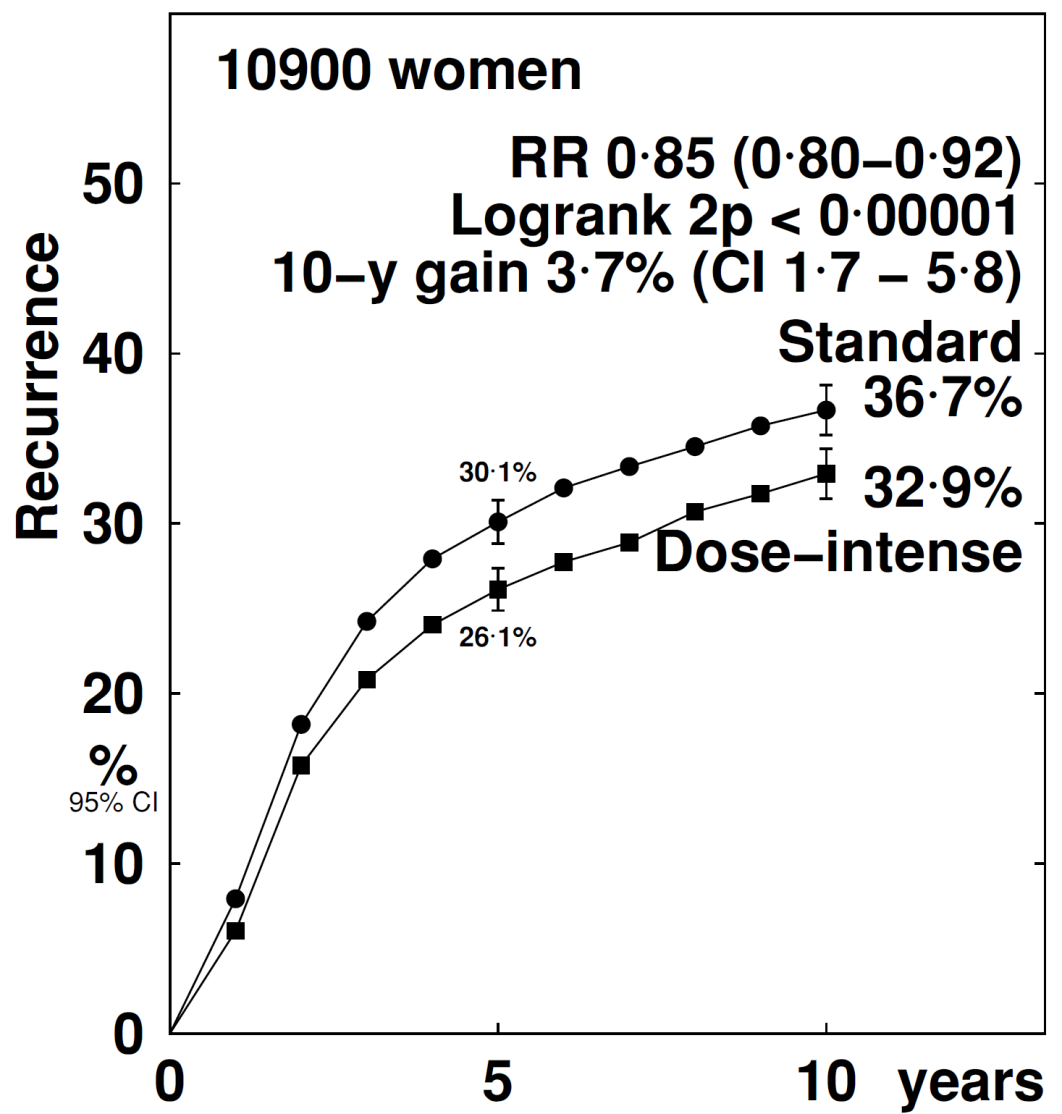 10900 women
RR 0·85 (0·80–0·92)
Logrank 2p < 0·00001
10–y gain 3·7% (CI 1·7 – 5·8)
Standard
36·7%
32·9%
Dose–intense
30·1%
26·1%
Recurrence
50
40
30
20
%
95% CI
10
0
0 5 10 years